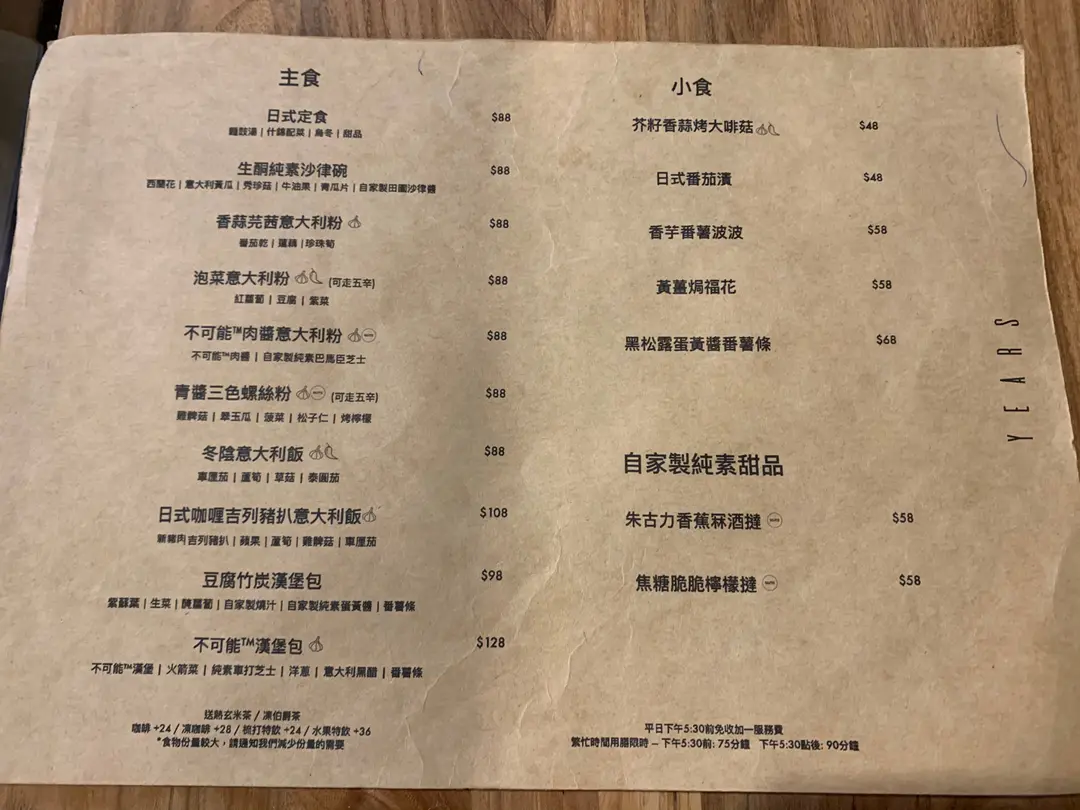 主食
日式定食 $88
麵豉湯 | 什錦配菜 | 烏冬 | 甜品
生酮純素沙律碗 $88
西蘭花 | 意大利黃瓜 | 秀珍菇 | 牛油果 | 青瓜片 | 自家製田園沙律醬
香蒜芫茜意大利粉 $88
番茄乾 | 蓮藕 | 珍珠筍
泡菜意大利粉 (可走五辛) $88
紅蘿蔔 | 豆腐 | 紫菜
不可能™肉醬意大利粉 $88
不可能™肉醬 | 自家製純素巴馬臣芝士
青醬三色螺絲粉 (可走五辛) $88
雞髀菇 | 翠玉瓜 | 菠菜 | 松子仁 | 烤檸檬
冬陰意大利飯 $88
車厘茄 | 蘆筍 | 草菇 | 泰國茄
日式咖喱吉列豬扒意大利飯 $108
新豬肉吉列豬扒 | 蘋果 | 蘆筍 | 雞髀菇 | 車厘茄
豆腐竹炭漢堡包 $98
紫蘇葉 | 生菜 | 醃蘿蔔 | 自家製燒汁 | 自家製純素蛋黃醬 | 番薯條
不可能™漢堡包 $128
不可能™漢堡 | 火箭菜 | 純素車打芝士 | 洋蔥 | 意大利黑醋 | 番薯條
送熱玄米茶 / 凍伯爵茶
咖啡 +24 / 凍咖啡 +28 / 梳打特飲 +24 / 水果特飲 +36
*食物份量較大，請通知我們減少份量的需要
小食
芥籽香蒜烤大啡菇 $48
日式番茄漬 $48
香芋番薯波波 $58
黃薑焗福花 $58
黑松露蛋黃醬番薯條 $68
自家製純素甜品
朱古力香蕉冧酒撻 $58
焦糖脆脆檸檬撻 $58
平日下午5:30前免收加一服務費
繁忙時間用膳限時 – 下午5:30前: 75分鐘 下午5:30點後: 90分鐘
YEARS